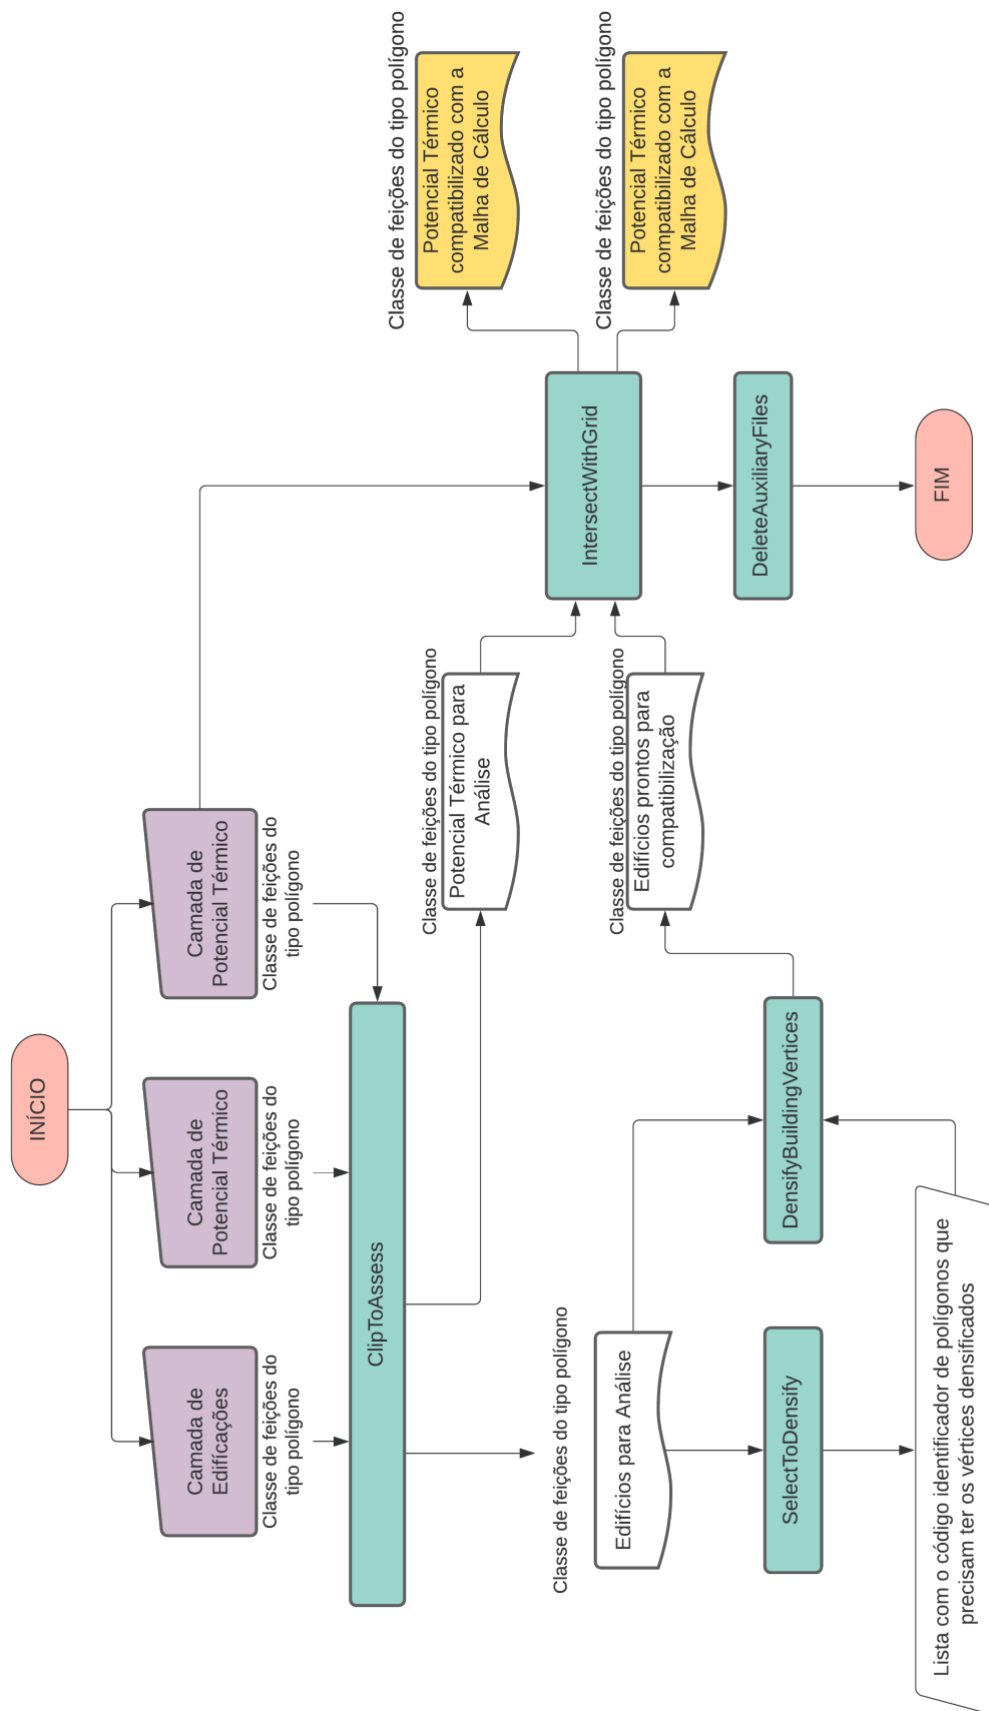 INÍCIO
Camada de
Edificações
Classe de feições do
tipo polígono
Camada de
Potencial Térmico
Classe de feições do
tipo polígono
Camada de
Potencial Térmico
Classe de feições do
tipo polígono
ClipToAssess
Classe de feições do tipo polígono
Edifícios para Análise
SelectToDensify
Lista com o código identificador de polígonos que
precisam ter os vértices densificados
DensifyBuildingVertices
Classe de feições do tipo polígono
Potencial Térmico para
Análise
Classe de feições do tipo polígono
Edifícios prontos para
compatibilização
IntersectWithGrid
Classe de feições do tipo polígono
Potencial Térmico
compatibilizado com a
Malha de Cálculo
Classe de feições do tipo polígono
Potencial Térmico
compatibilizado com a
Malha de Cálculo
DeleteAuxiliaryFiles
FIM